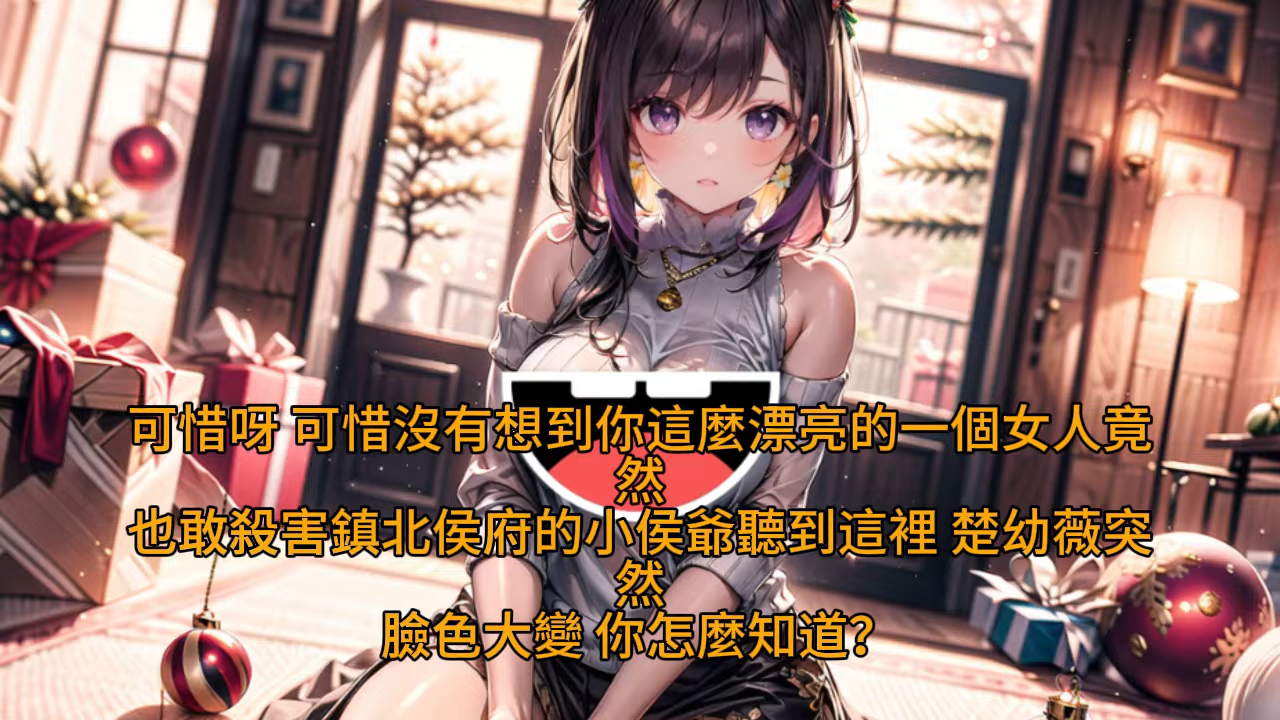 可惜呀 可惜沒有想到你這麼漂亮的一個女人竟
然
也敢殺害鎮北侯府的小侯爺聽到這裡 楚幼薇突
然
臉色大變 你怎麼知道?